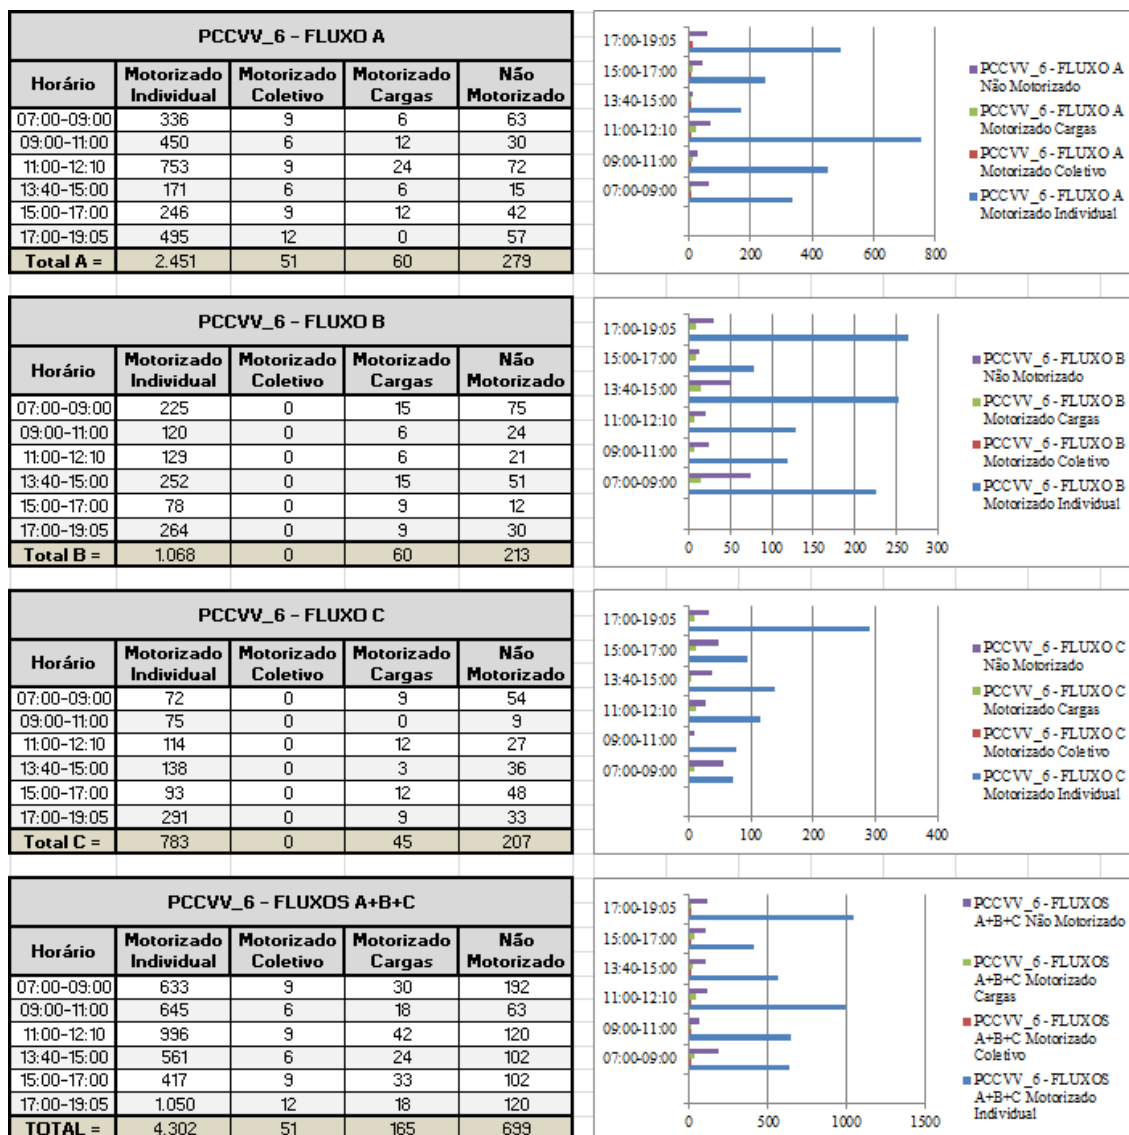 PCCVV_6 - FLUXO A
Horário Motorizado Individual Motorizado Coletivo Motorizado Cargas Não Motorizado
07:00-09:00 336 9 6 63
09:00-11:00 450 6 12 30
11:00-12:10 753 9 24 72
13:40-15:00 171 6 6 15
15:00-17:00 246 9 12 42
17:00-19:05 495 12 0 57
Total A = 2.451 51 60 279
17:00-19:05
15:00-17:00
13:40-15:00
11:00-12:10
09:00-11:00
07:00-09:00
0 200 400 600 800
PCCVV_6 - FLUXO A
Não Motorizado
PCCVV_6 - FLUXO A
Motorizado Cargas
PCCVV_6 - FLUXO A
Motorizado Coletivo
PCCVV_6 - FLUXO A
Motorizado Individual
PCCVV_6 - FLUXO B
Horário Motorizado Individual Motorizado Coletivo Motorizado Cargas Não Motorizado
07:00-09:00 225 0 15 75
09:00-11:00 120 0 6 24
11:00-12:10 129 0 6 21
13:40-15:00 252 0 15 51
15:00-17:00 78 0 9 12
17:00-19:05 264 0 9 30
Total B = 1.068 0 60 213
17:00-19:05
15:00-17:00
13:40-15:00
11:00-12:10
09:00-11:00
07:00-09:00
0 50 100 150 200 250 300
PCCVV_6 - FLUXO B
Não Motorizado
PCCVV_6 - FLUXO B
Motorizado Cargas
PCCVV_6 - FLUXO B
Motorizado Coletivo
PCCVV_6 - FLUXO B
Motorizado Individual
PCCVV_6 - FLUXO C
Horário Motorizado Individual Motorizado Coletivo Motorizado Cargas Não Motorizado
07:00-09:00 72 0 9 54
09:00-11:00 75 0 0 9
11:00-12:10 114 0 12 27
13:40-15:00 138 0 3 36
15:00-17:00 93 0 12 48
17:00-19:05 291 0 9 33
Total C = 783 0 45 207
17:00-19:05
15:00-17:00
13:40-15:00
11:00-12:10
09:00-11:00
07:00-09:00
0 100 200 300 400
PCCVV_6 - FLUXO C
Não Motorizado
PCCVV_6 - FLUXO C
Motorizado Cargas
PCCVV_6 - FLUXO C
Motorizado Coletivo
PCCVV_6 - FLUXO C
Motorizado Individual
PCCVV_6 - FLUXOS A+B+C
Horário Motorizado Individual Motorizado Coletivo Motorizado Cargas Não Motorizado
07:00-09:00 633 9 30 192
09:00-11:00 645 6 18 63
11:00-12:10 996 9 42 120
13:40-15:00 561 6 24 102
15:00-17:00 417 9 33 102
17:00-19:05 1.050 12 18 120
TOTAL = 4.302 51 165 699
17:00-19:05
15:00-17:00
13:40-15:00
11:00-12:10
09:00-11:00
07:00-09:00
0 500 1000 1500
PCCVV_6 - FLUXOS
A+B+C Não Motorizado
PCCVV_6 - FLUXOS
A+B+C Motorizado
Cargas
PCCVV_6 - FLUXOS
A+B+C Motorizado
Coletivo
PCCVV_6 - FLUXOS
A+B+C Motorizado
Individual